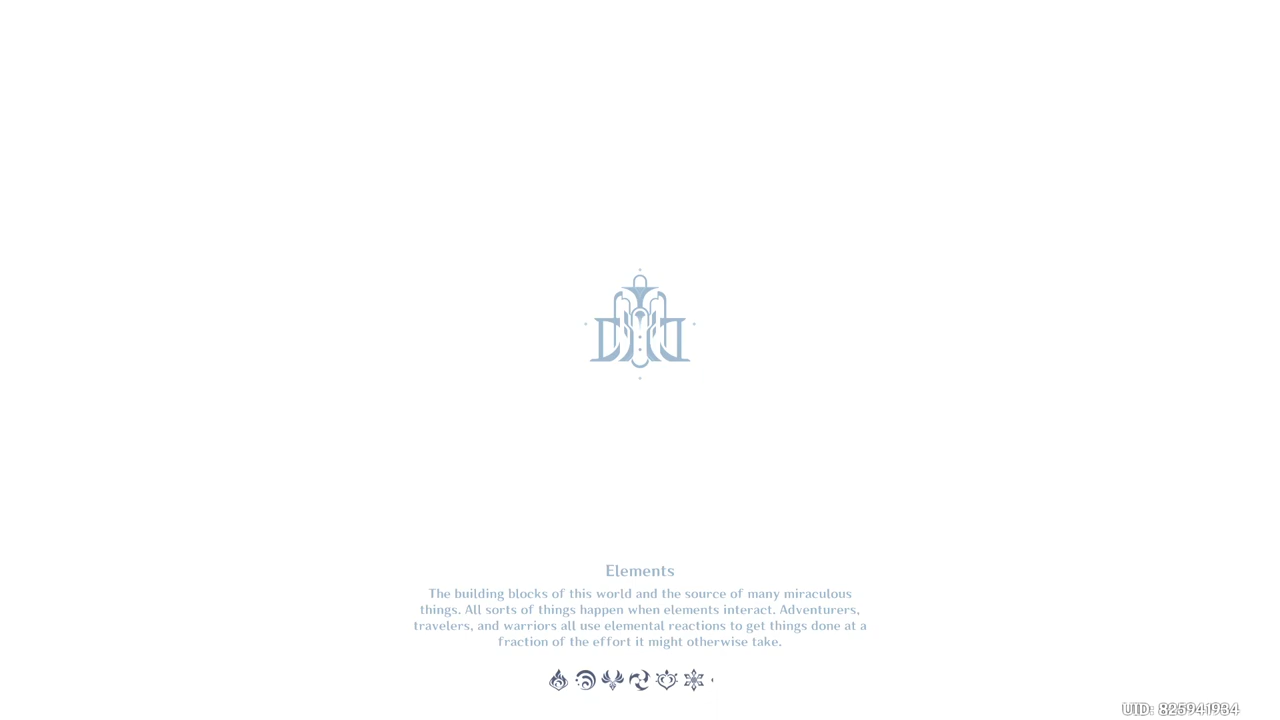 Elements
The building blocks of this world and the source of many miraculous
things. All sorts of things happen when elements interact. Adventurers,
travelers, and warriors all use elemental reactions to get things done at a
fraction of the effort it might otherwise take.
UID: 825941934